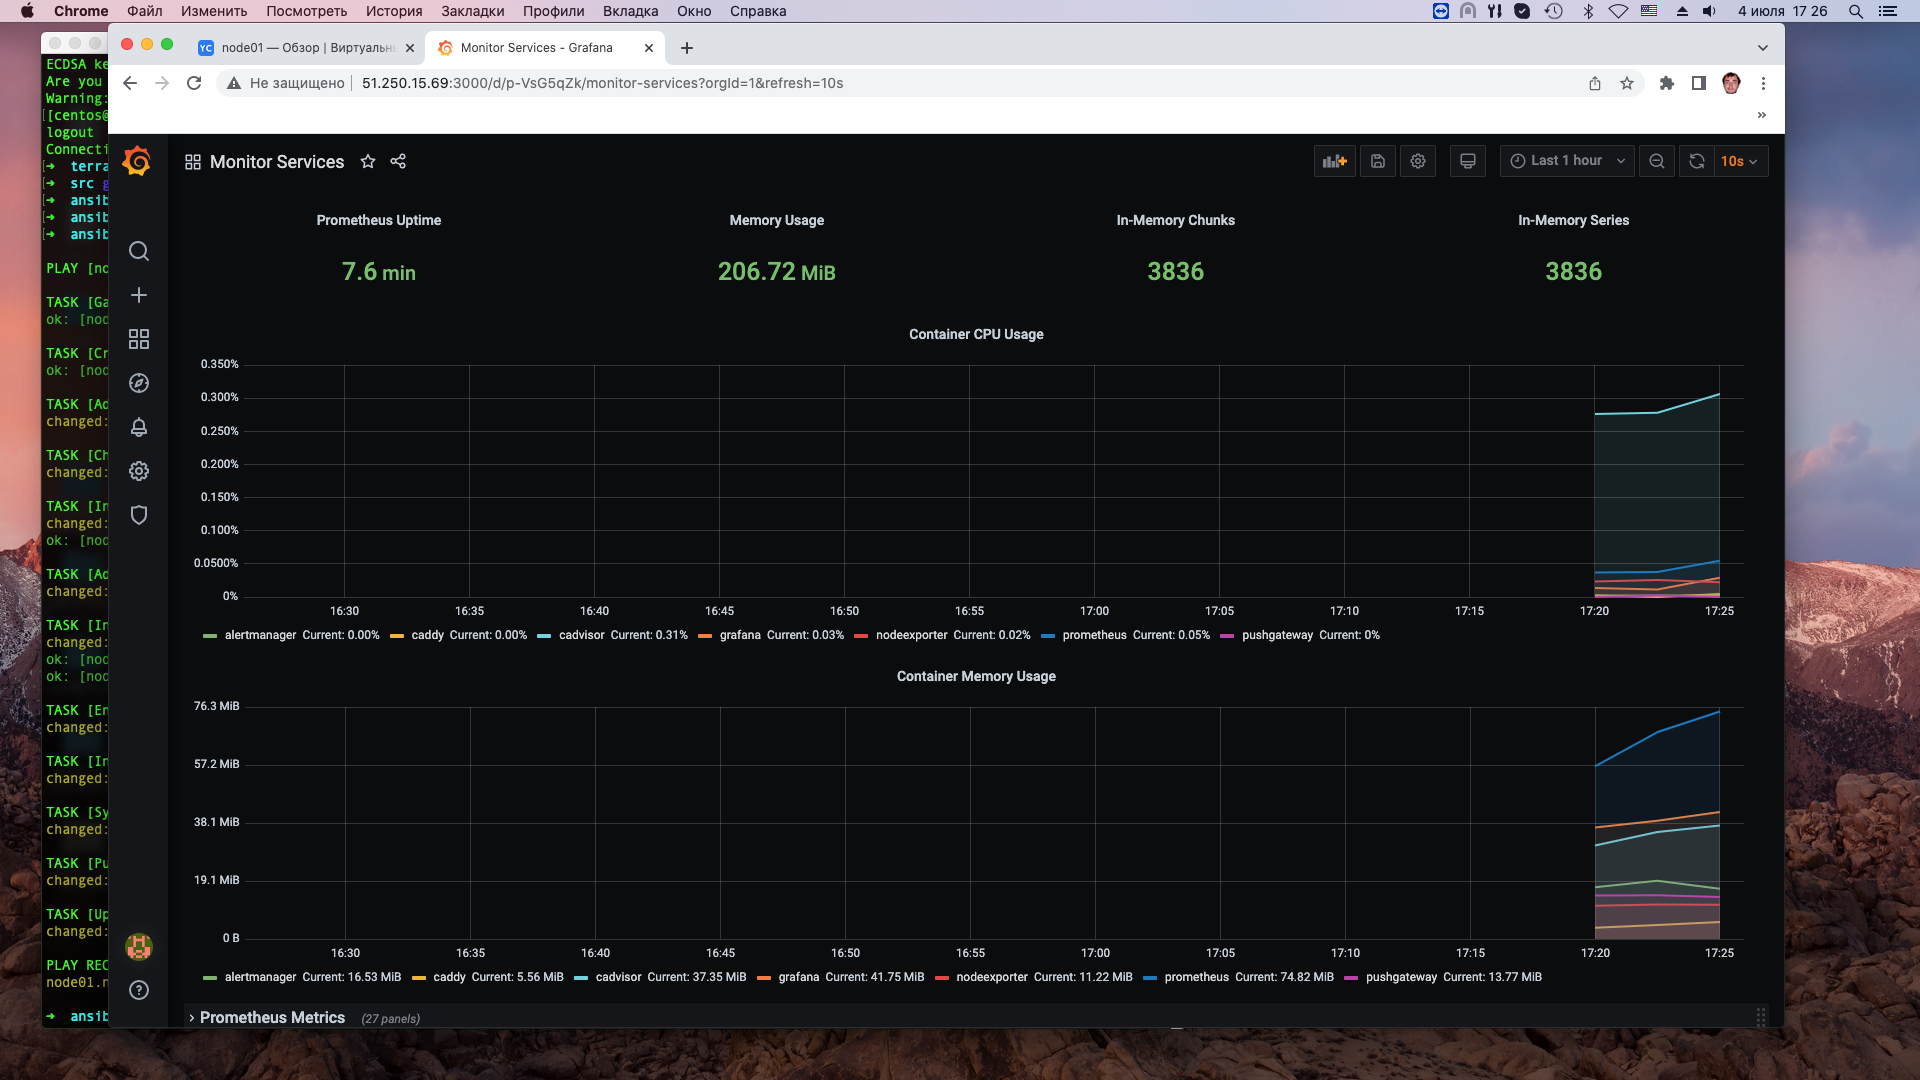 Chrome Файл Изменить Посмотреть История Закладки Профили Вкладка Окно Справка 4 июля 17 26
node01 — Обзор | Виртуальн
Monitor Services - Grafana
Не защищено 51.250.15.69:3000/d/p-VsG5qZk/monitor-services?orgId=1&refresh=10s
»
ECDSA ke
Are you
Warning:
[[centos@
logout
Connecti
[➜ terra
[➜ src g
[➜ ansib
[➜ ansib
[➜ ansib
PLAY [no
TASK [Ga
ok: [nod
TASK [Cr
ok: [nod
TASK [Ad
changed:
TASK [Ch
changed:
TASK [In
changed:
ok: [nod
TASK [Ad
changed:
TASK [In
changed:
ok: [nod
ok: [nod
TASK [En
changed:
TASK [In
changed:
TASK [Sy
changed:
TASK [Pu
changed:
TASK [Up
changed:
PLAY REC
node01.n
➜ ansib
Monitor Services
Last 1 hour
10s
Prometheus Uptime
7.6 min
Memory Usage
206.72 MiB
In-Memory Chunks
3836
In-Memory Series
3836
Container CPU Usage
0.350%
0.300%
0.250%
0.200%
0.150%
0.100%
0.0500%
0%
16:30 16:35 16:40 16:45 16:50 16:55 17:00 17:05 17:10 17:15 17:20 17:25
alertmanager Current: 0.00% caddy Current: 0.00% cadvisor Current: 0.31% grafana Current: 0.03% nodeexporter Current: 0.02% prometheus Current: 0.05% pushgateway Current: 0%
Container Memory Usage
76.3 MiB
57.2 MiB
38.1 MiB
19.1 MiB
0 B
16:30 16:35 16:40 16:45 16:50 16:55 17:00 17:05 17:10 17:15 17:20 17:25
alertmanager Current: 16.53 MiB caddy Current: 5.56 MiB cadvisor Current: 37.35 MiB grafana Current: 41.75 MiB nodeexporter Current: 11.22 MiB prometheus Current: 74.82 MiB pushgateway Current: 13.77 MiB
Prometheus Metrics (27 panels)